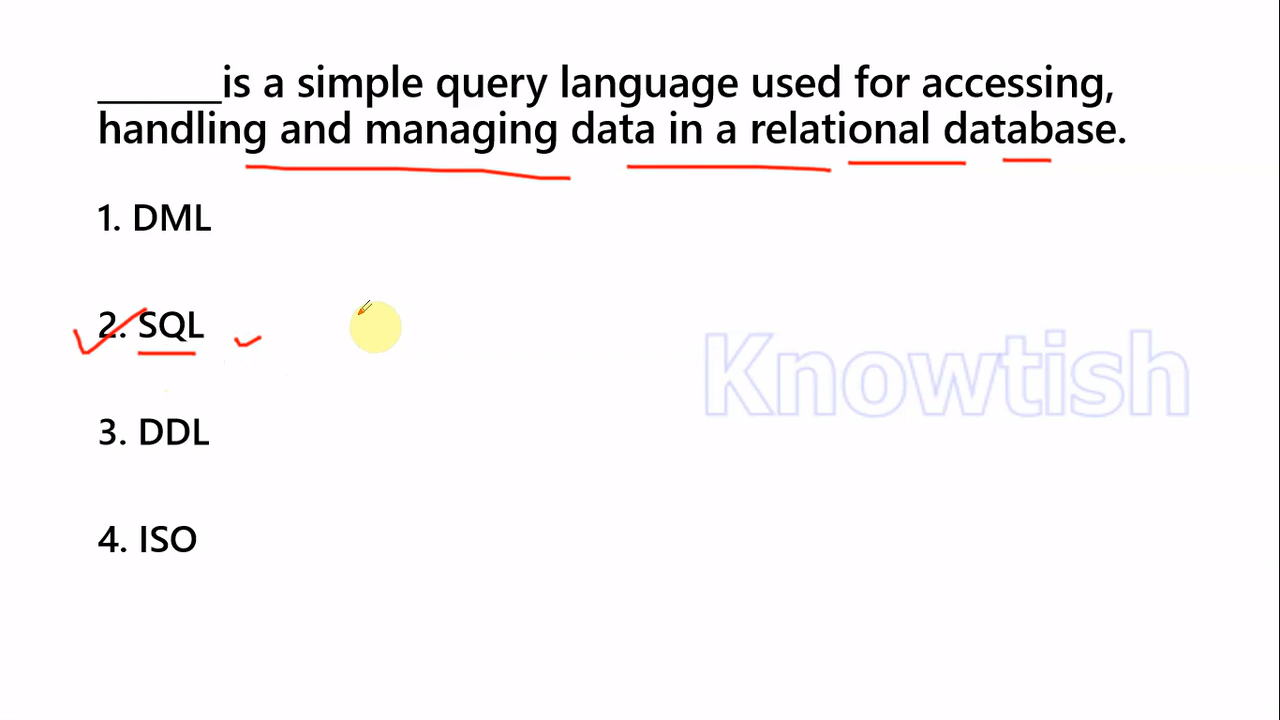 _______is a simple query language used for accessing,
handling and managing data in a relational database.
1. DML
2. SQL
3. DDL
4. ISO
Knowtish